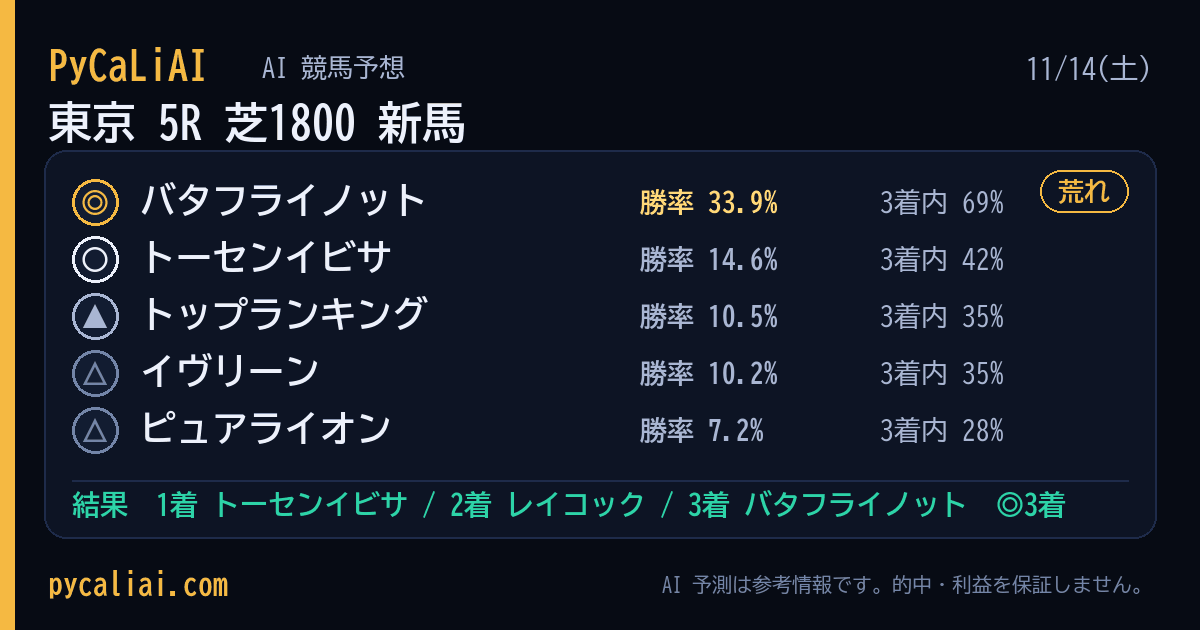 PyCaLiAI AI 競馬予想 11/14(土)
東京 5R 芝1800 新馬
◎ バタフライノット 勝率 33.9% 3着内 69% 荒れ
○ トーセンイビサ 勝率 14.6% 3着内 42%
▲ トップランキング 勝率 10.5% 3着内 35%
△ イヴリーン 勝率 10.2% 3着内 35%
△ ピュアライオン 勝率 7.2% 3着内 28%
結果 1着 トーセンイビサ / 2着 レイコック / 3着 バタフライノット ◎3着
pycaliai.com AI 予測は参考情報です。的中・利益を保証しません。